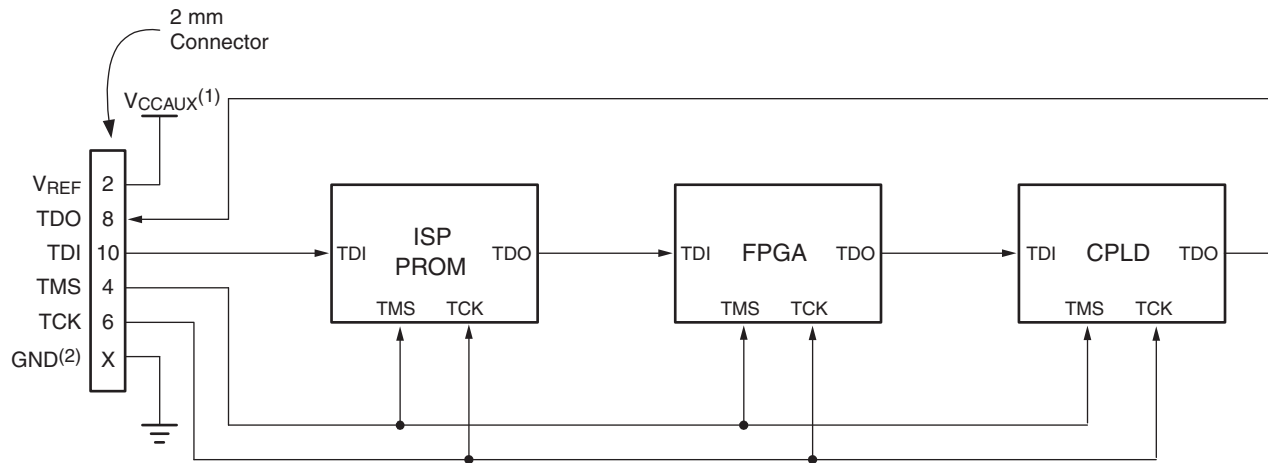 2 mm
Connector
VCCAUX(1)
VREF 2
TDO 8
TDI 10
TMS 4
TCK 6
GND(2) X
TDI ISP PROM TDO
TMS TCK
TDI FPGA TDO
TMS TCK
TDI CPLD TDO
TMS TCK